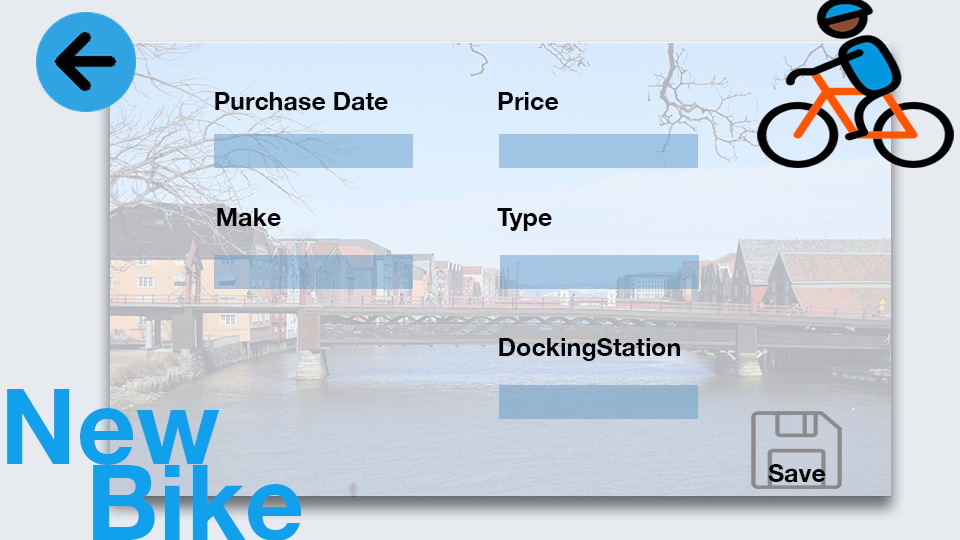 Purchase Date
Price
Make
Type
DockingStation
Save
New
Bike